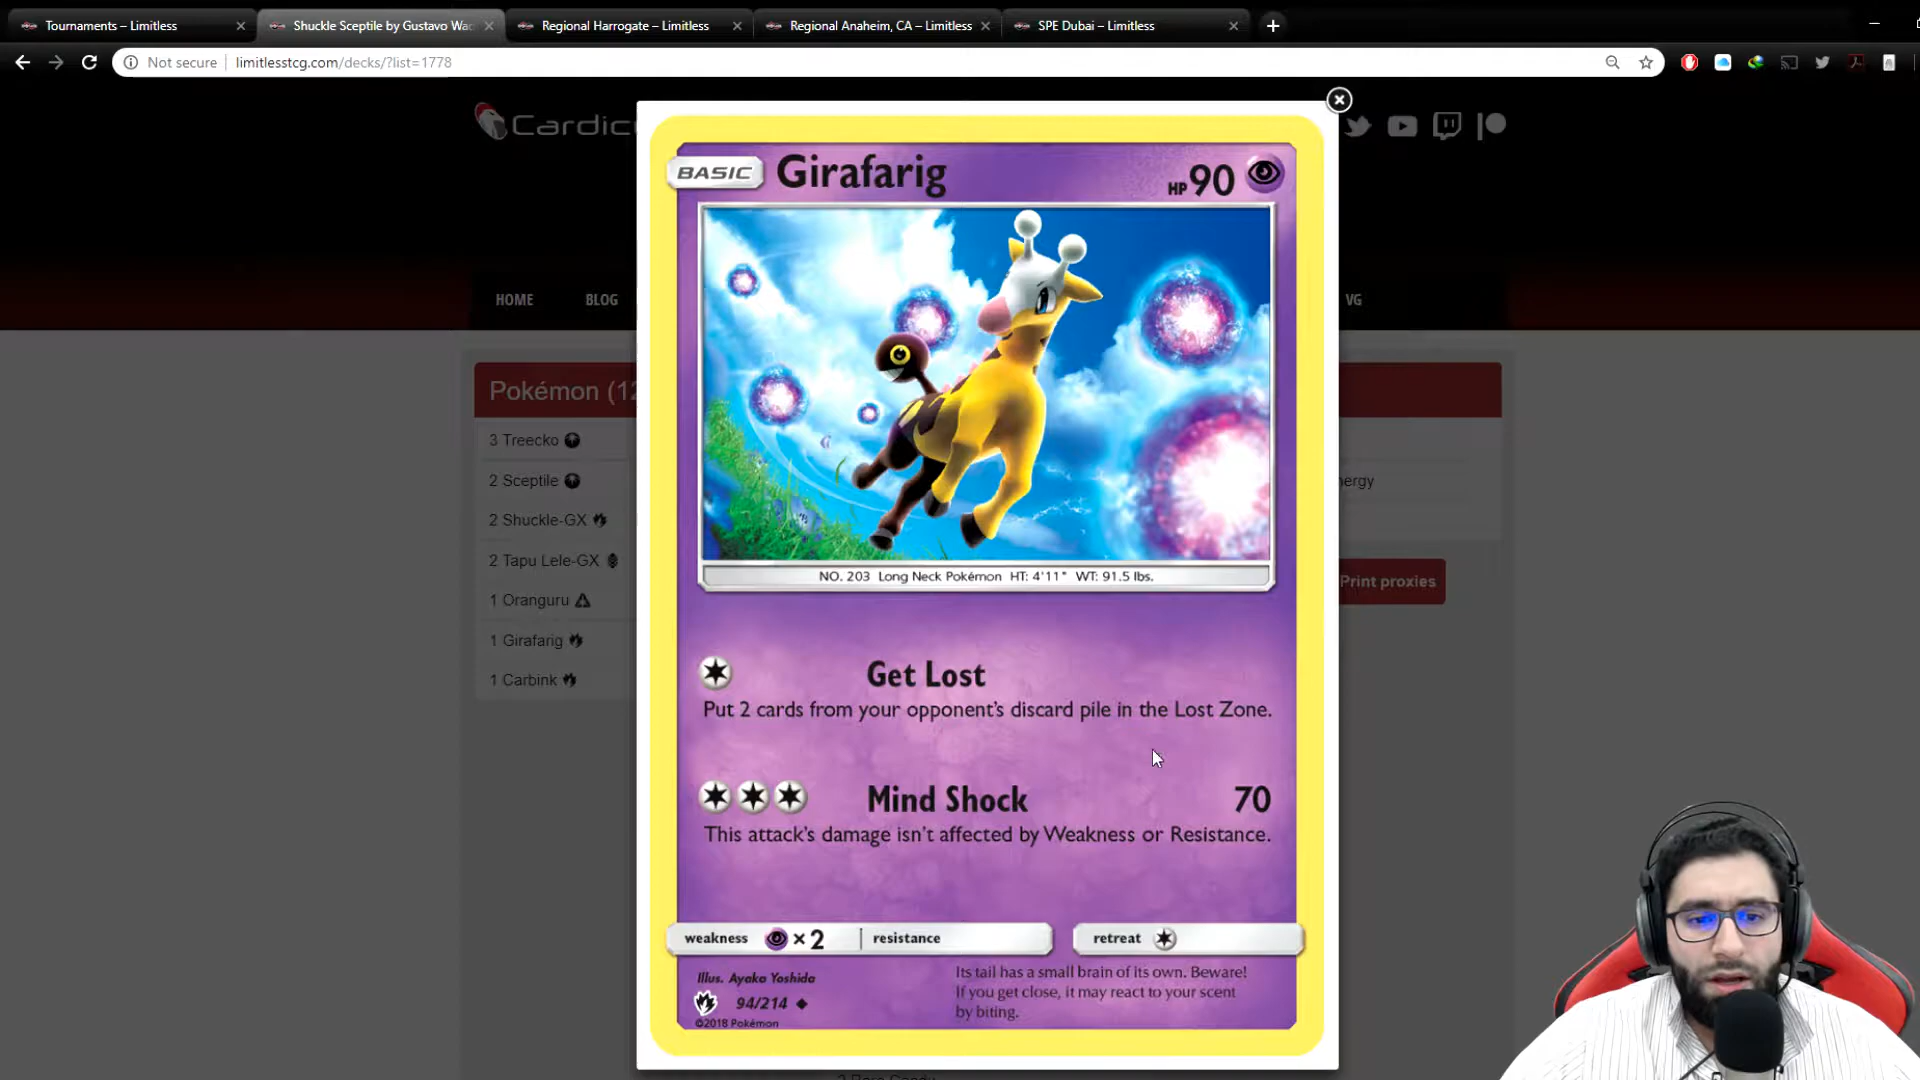 Tournaments – Limitless
Shuckle Sceptile by Gustavo Wac
Regional Harrogate – Limitless
Regional Anaheim, CA – Limitless
SPE Dubai – Limitless
Not secure
limitlesstcg.com/decks/?list=1778
HOME
BLOG
VG
BASIC
Girafarig
HP 90
NO. 203 Long Neck Pokémon HT: 4'11" WT: 91.5 lbs.
Pokémon (12
3 Treecko
2 Sceptile
2 Shuckle-GX
2 Tapu Lele-GX
1 Oranguru
1 Girafarig
1 Carbink
Print proxies
Get Lost
Put 2 cards from your opponent's discard pile in the Lost Zone.
Mind Shock 70
This attack's damage isn't affected by Weakness or Resistance.
weakness ×2 resistance
retreat
Illus. Ayaka Yoshida
94/214
©2018 Pokémon
Its tail has a small brain of its own. Beware!
If you get close, it may react to your scent
by biting.